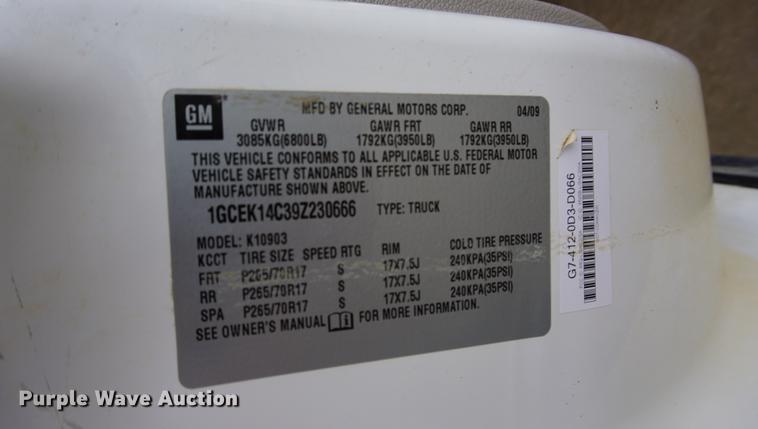 GM
MFD BY GENERAL MOTORS CORP. 04/09
GVWR GAWR FRT GAWR RR
3085KG(6800LB) 1792KG(3950LB) 1792KG(3950LB)
THIS VEHICLE CONFORMS TO ALL APPLICABLE U.S. FEDERAL MOTOR
VEHICLE SAFETY STANDARDS IN EFFECT ON THE DATE OF
MANUFACTURE SHOWN ABOVE.
1GCEK14C39Z230666 TYPE: TRUCK
MODEL: K10903
KCCT TIRE SIZE SPEED RTG RIM COLD TIRE PRESSURE
FRT P265/70R17 S 17X7.5J 240KPA(35PSI)
RR P265/70R17 S 17X7.5J 240KPA(35PSI)
SPA P265/70R17 S 17X7.5J 240KPA(35PSI)
SEE OWNER'S MANUAL FOR MORE INFORMATION.
G7-412-0D3-D066
Purple Wave Auction